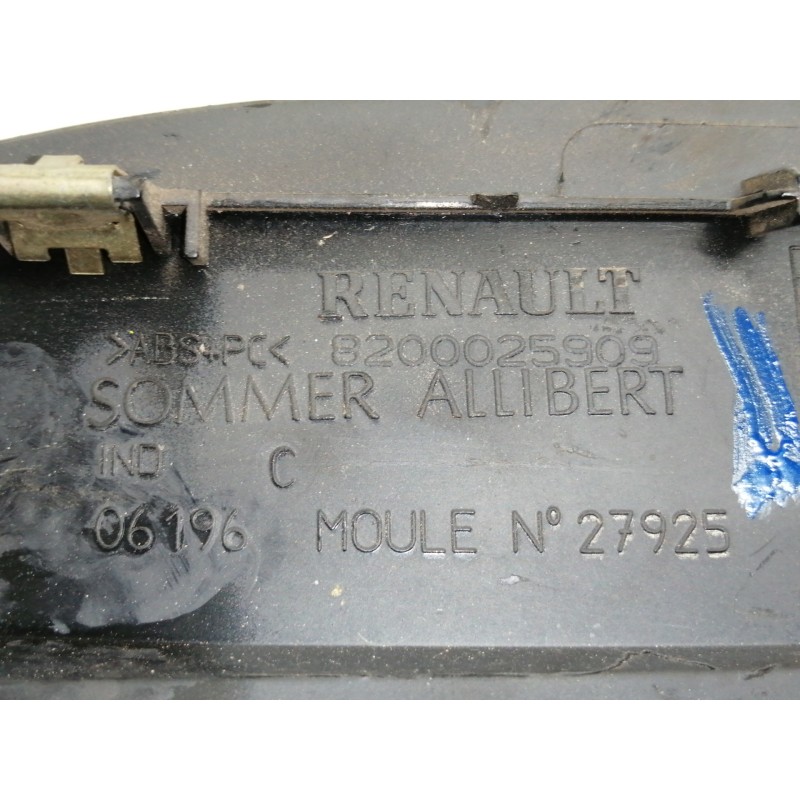 RENAULT
>ABS+PC< 8200025909
SOMMER ALLIBERT
IND C
06196 MOULE N° 27925